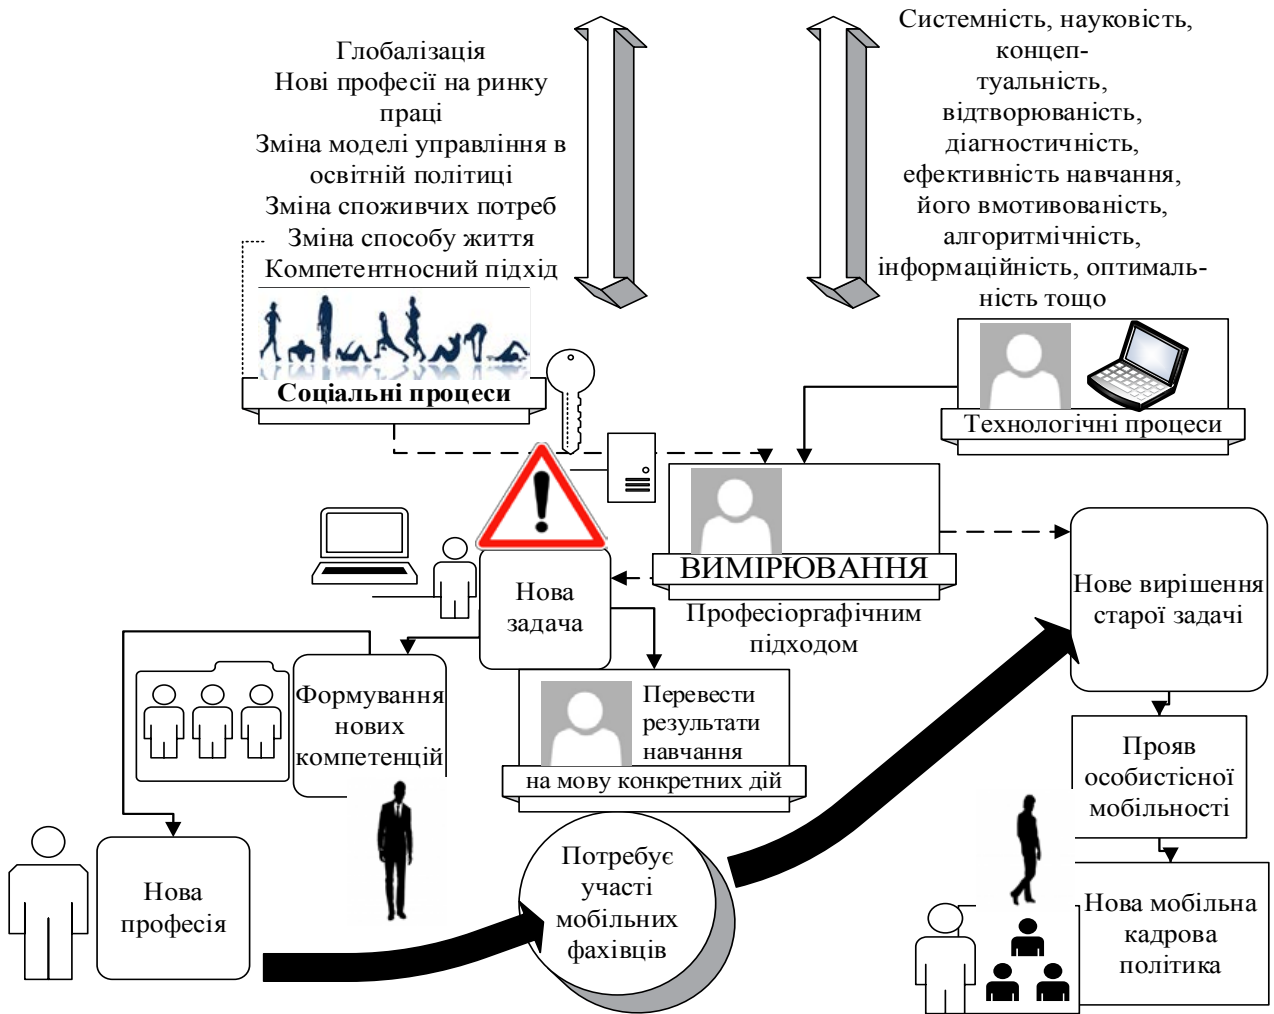 Глобалізація
Нові професії на ринку
праці
Зміна моделі управління в
освітній політиці
Зміна споживчих потреб
Зміна способу життя
Компетентносний підхід
Соціальні процеси
Системність, науковість,
концеп-
туальність,
відтворюваність,
діагностичність,
ефективність навчання,
його вмотивованість,
алгоритмічність,
інформаційність, оптималь-
ність тощо
Технологічні процеси
ВИМІРЮВАННЯ
Професіоргафічним
підходом
Нова
задача
Нове вирішення
старої задачі
Формування
нових
компетенцій
Перевести
результати
навчання
на мову конкретних дій
Прояв
особистісної
мобільності
Нова
професія
Потребує
участі
мобільних
фахівців
Нова мобільна
кадрова
політика